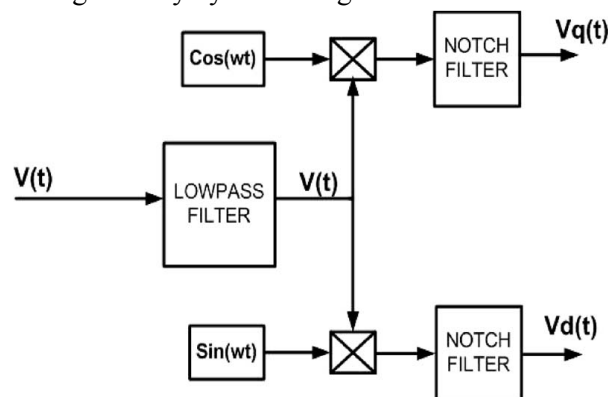 Cos(wt)
NOTCH
FILTER
Vq(t)
V(t)
LOWPASS
FILTER
V(t)
Sin(wt)
NOTCH
FILTER
Vd(t)